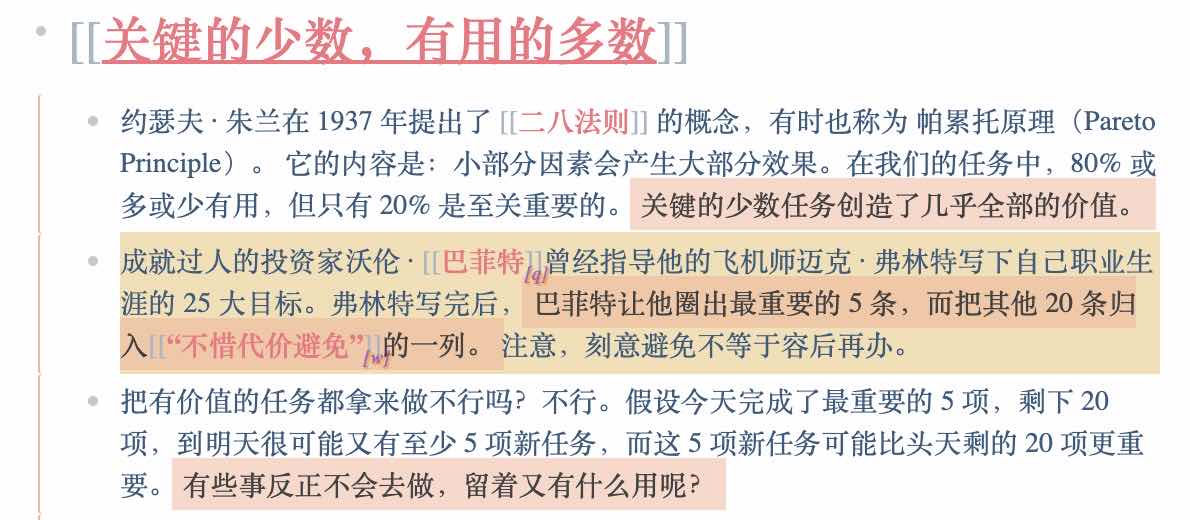 [[关键的少数，有用的多数]]
约瑟夫 · 朱兰在 1937 年提出了 [[二八法则]] 的概念，有时也称为 帕累托原理（Pareto
Principle）。 它的内容是：小部分因素会产生大部分效果。在我们的任务中，80% 或
多或少有用，但只有 20% 是至关重要的。 关键的少数任务创造了几乎全部的价值。
成就过人的投资家沃伦 · [[巴菲特]][q]曾经指导他的飞机师迈克 · 弗林特写下自己职业生
涯的 25 大目标。弗林特写完后， 巴菲特让他圈出最重要的 5 条，而把其他 20 条归
入[[“不惜代价避免”]][w]的一列。 注意，刻意避免不等于容后再办。
把有价值的任务都拿来做不行吗？不行。假设今天完成了最重要的 5 项，剩下 20
项，到明天很可能又有至少 5 项新任务，而这 5 项新任务可能比头天剩的 20 项更重
要。 有些事反正不会去做，留着又有什么用呢？